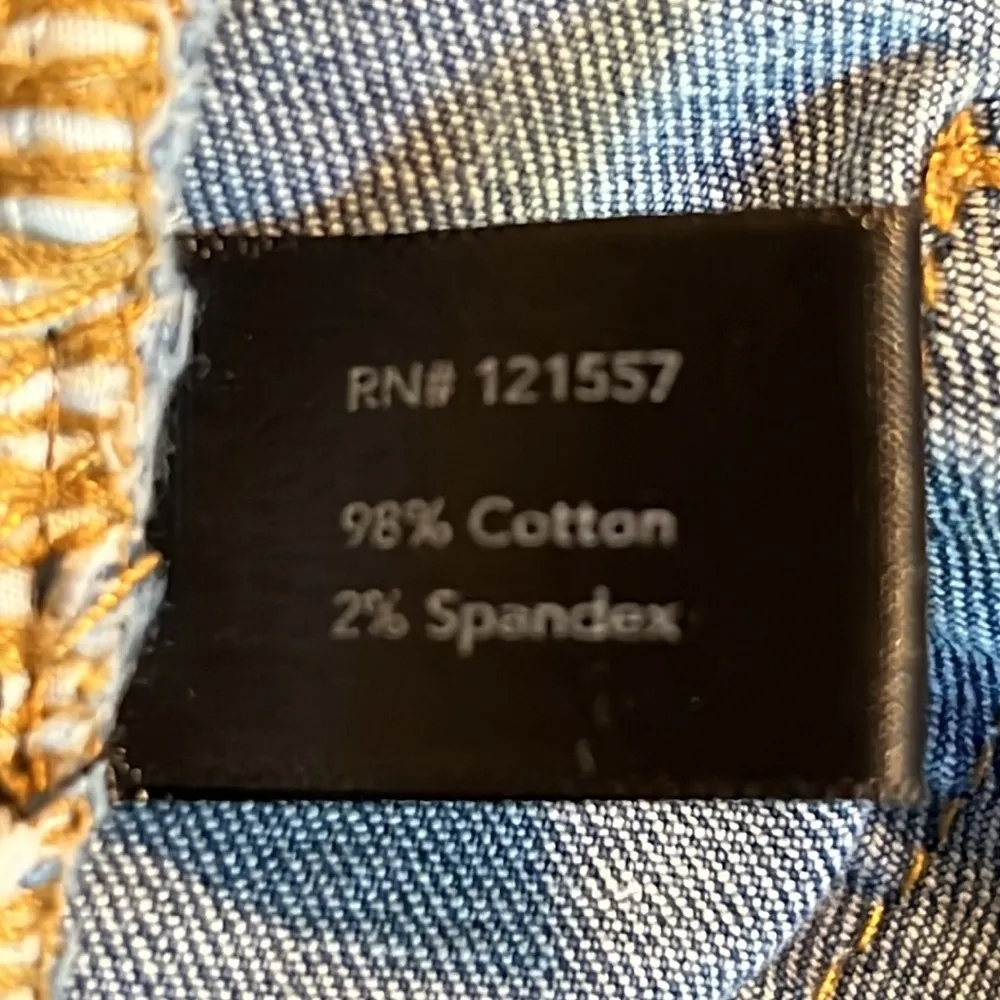 RN# 121557
98% Cotton
2% Spandex